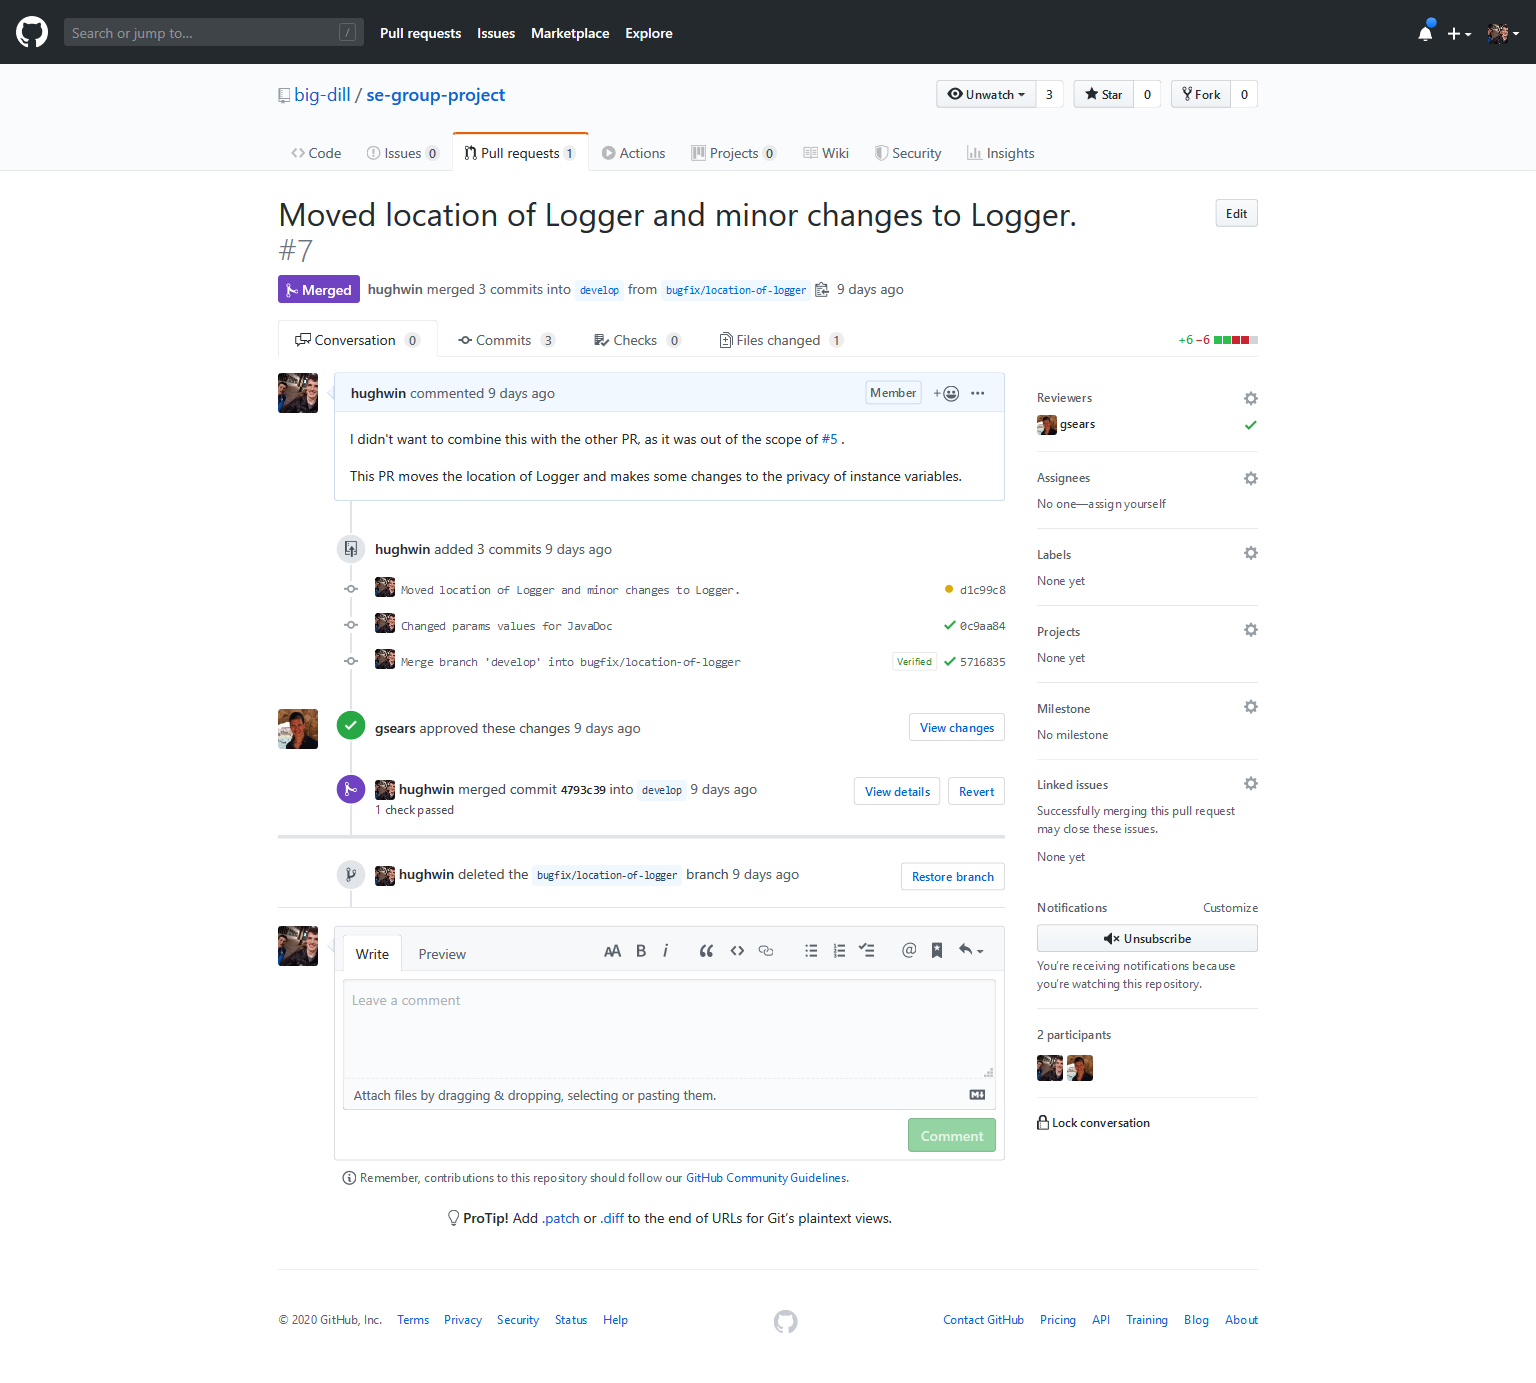 Search or jump to... /
Pull requests Issues Marketplace Explore
big-dill / se-group-project
Unwatch 3 Star 0 Fork 0
Code Issues 0 Pull requests 1 Actions Projects 0 Wiki Security Insights
Moved location of Logger and minor changes to Logger.
#7
Edit
Merged hughwin merged 3 commits into develop from bugfix/location-of-logger 9 days ago
Conversation 0 Commits 3 Checks 0 Files changed 1
+6 −6
hughwin commented 9 days ago
Member
I didn't want to combine this with the other PR, as it was out of the scope of #5 .
This PR moves the location of Logger and makes some changes to the privacy of instance variables.
hughwin added 3 commits 9 days ago
Moved location of Logger and minor changes to Logger. d1c99c8
Changed params values for JavaDoc 0c9aa84
Merge branch 'develop' into bugfix/location-of-logger Verified 5716835
gsears approved these changes 9 days ago
View changes
hughwin merged commit 4793c39 into develop 9 days ago
View details Revert
1 check passed
hughwin deleted the bugfix/location-of-logger branch 9 days ago
Restore branch
Write Preview
AA B i @
Leave a comment
Attach files by dragging & dropping, selecting or pasting them.
Comment
Remember, contributions to this repository should follow our GitHub Community Guidelines.
ProTip! Add .patch or .diff to the end of URLs for Git's plaintext views.
Reviewers
gsears
Assignees
No one—assign yourself
Labels
None yet
Projects
None yet
Milestone
No milestone
Linked issues
Successfully merging this pull request
may close these issues.
None yet
Notifications Customize
Unsubscribe
You're receiving notifications because
you're watching this repository.
2 participants
Lock conversation
© 2020 GitHub, Inc. Terms Privacy Security Status Help
Contact GitHub Pricing API Training Blog About